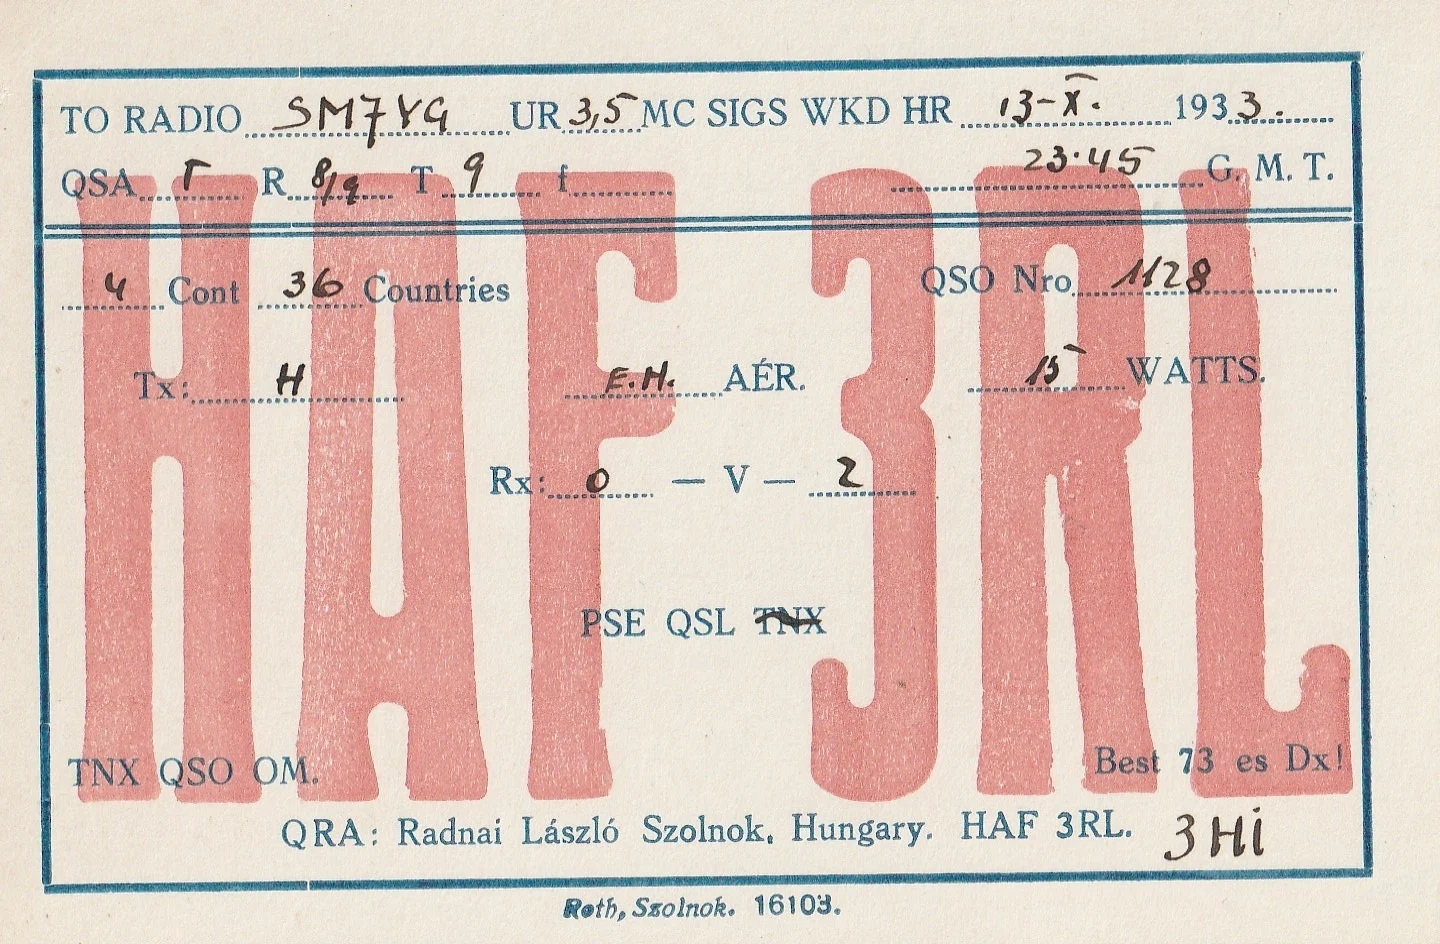 HAF 3RL
TO RADIO SM7YG UR 3,5 MC SIGS WKD HR 13-X. 1933.
QSA 5 R 8/9 T 9 f 23.45 G. M. T.
4 Cont 36 Countries QSO Nro 1128
Tx: H E.H. AÉR. 15 WATTS.
Rx: 0 — V — 2
PSE QSL TNX
TNX QSO OM. Best 73 es Dx!
QRA: Radnai László Szolnok, Hungary. HAF 3RL. 3Hi
Roth, Szolnok. 16103.